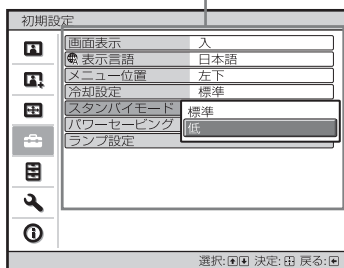 初期設定
画面表示 入
表示言語 日本語
メニュー位置 左下
冷却設定 標準
スタンバイモード 標準
パワーセービング 低
ランプ設定
選択: 決定: 戻る: